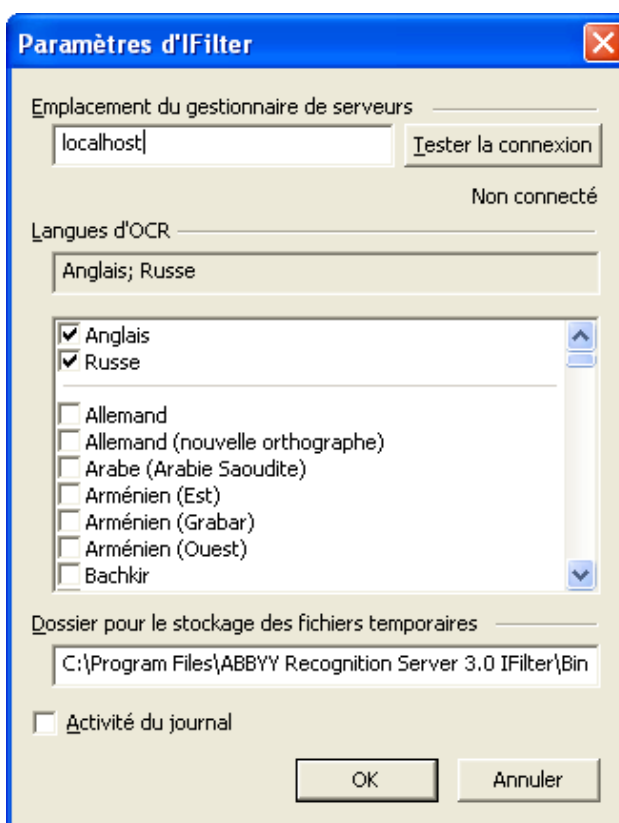 Paramètres d'IFilter
Emplacement du gestionnaire de serveurs
localhost
Tester la connexion
Non connecté
Langues d'OCR
Anglais; Russe
Anglais
Russe
Allemand
Allemand (nouvelle orthographe)
Arabe (Arabie Saoudite)
Arménien (Est)
Arménien (Grabar)
Arménien (Ouest)
Bachkir
Dossier pour le stockage des fichiers temporaires
C:\Program Files\ABBYY Recognition Server 3.0 IFilter\Bin
Activité du journal
OK Annuler